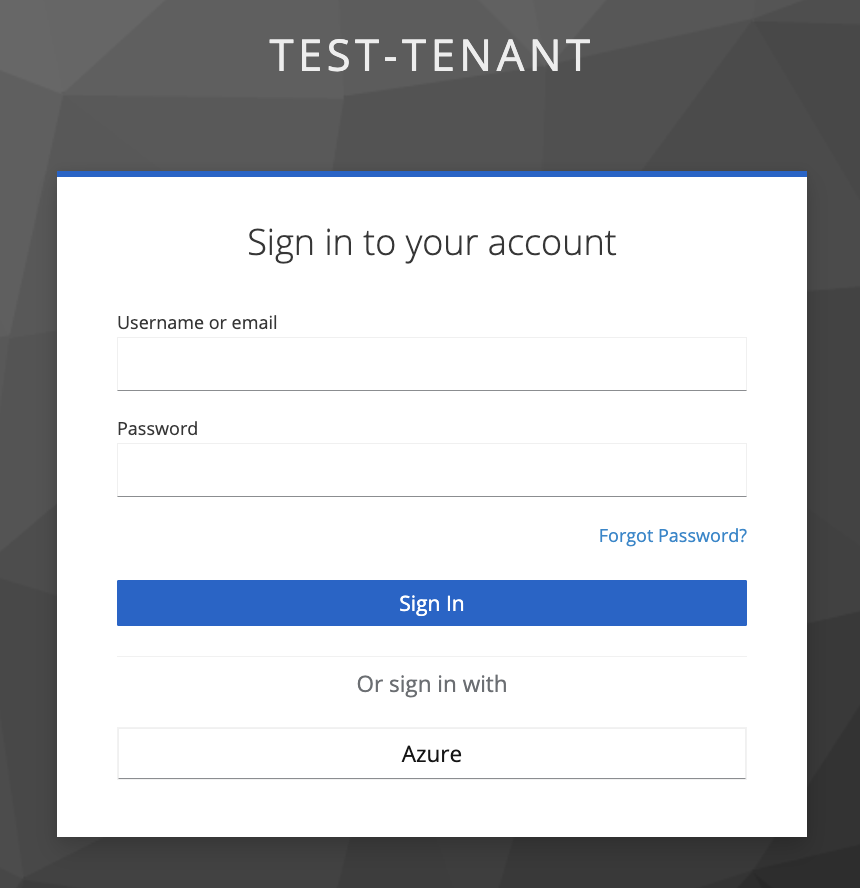 TEST-TENANT
Sign in to your account
Username or email
Password
Forgot Password?
Sign In
Or sign in with
Azure